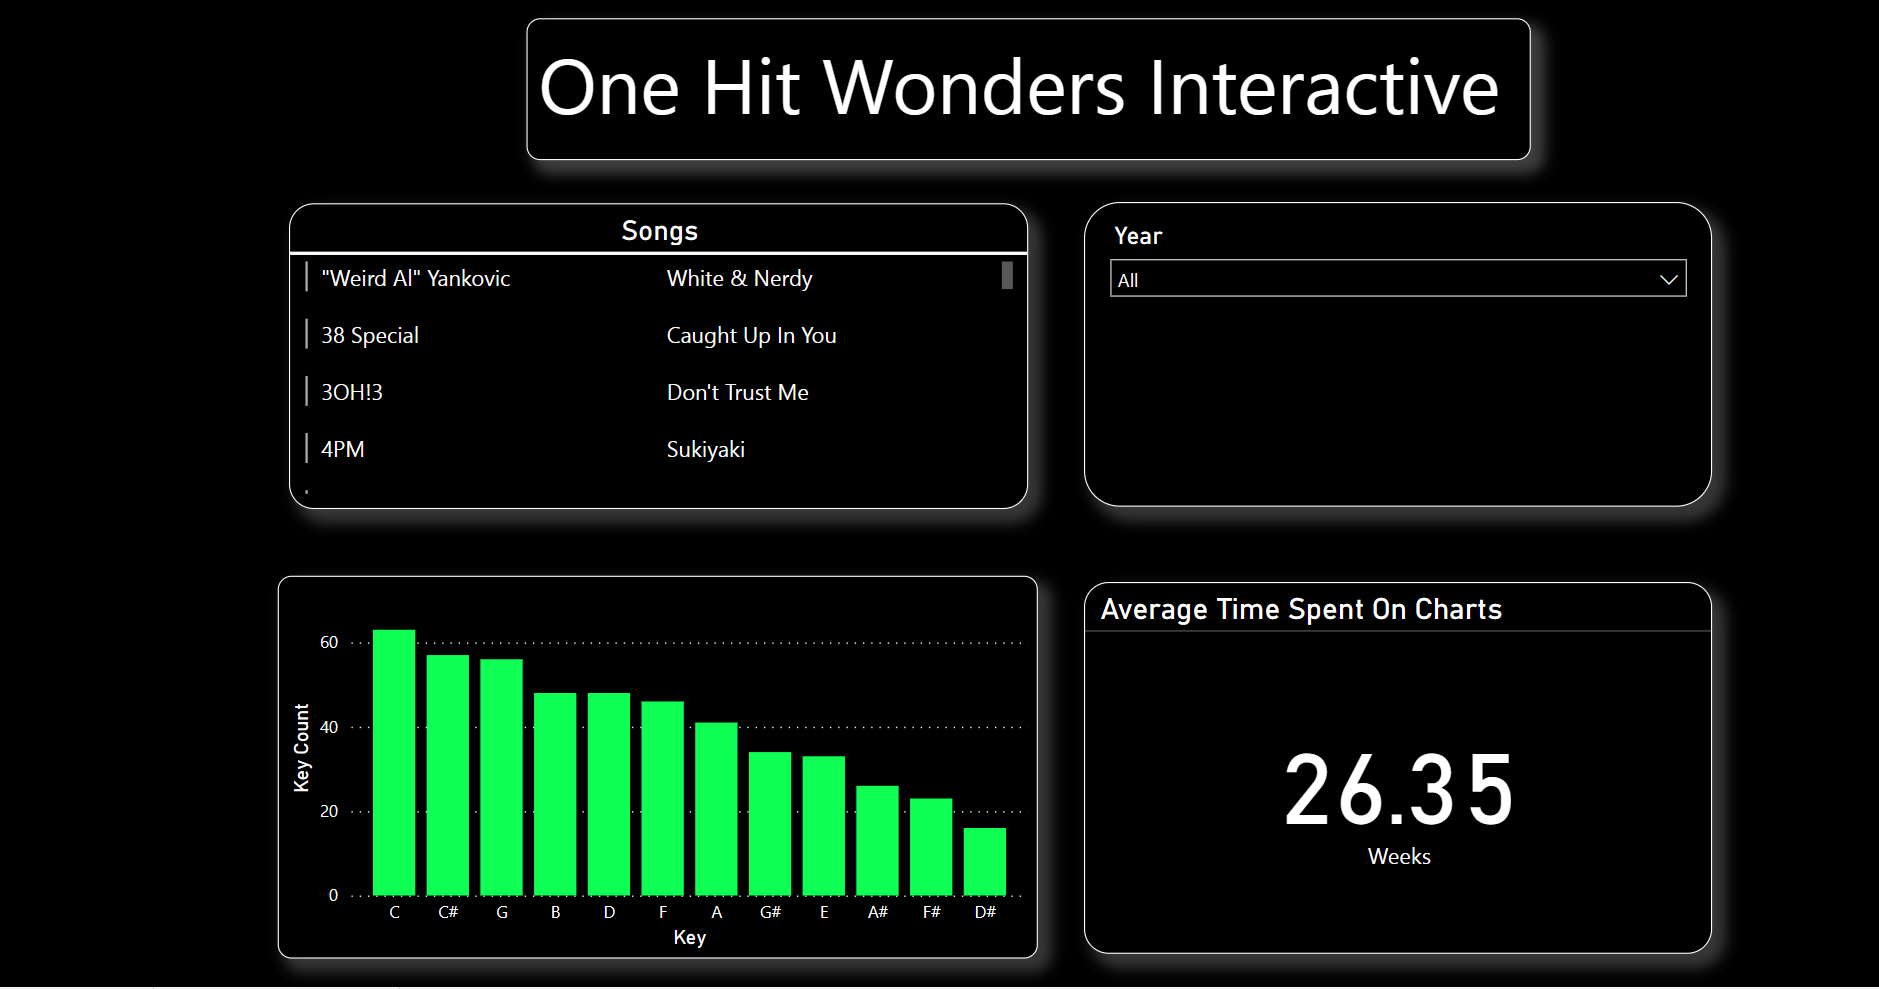 One Hit Wonders Interactive
Songs
"Weird Al" Yankovic White & Nerdy
38 Special Caught Up In You
3OH!3 Don't Trust Me
4PM Sukiyaki
Year
All
Key Count
60
40
20
0
C C# G B D F A G# E A# F# D#
Key
Average Time Spent On Charts
26.35
Weeks